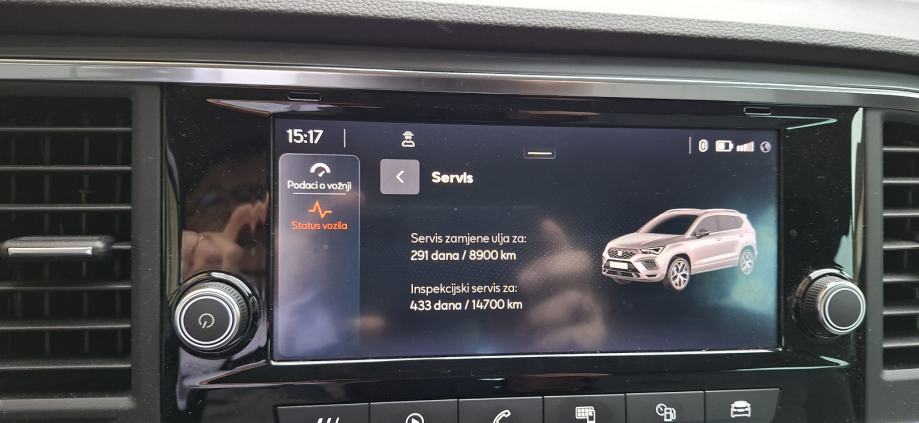 15:17
Podaci o vožnji
Status vozila
Servis
Servis zamjene ulja za:
291 dana / 8900 km
Inspekcijski servis za:
433 dana / 14700 km